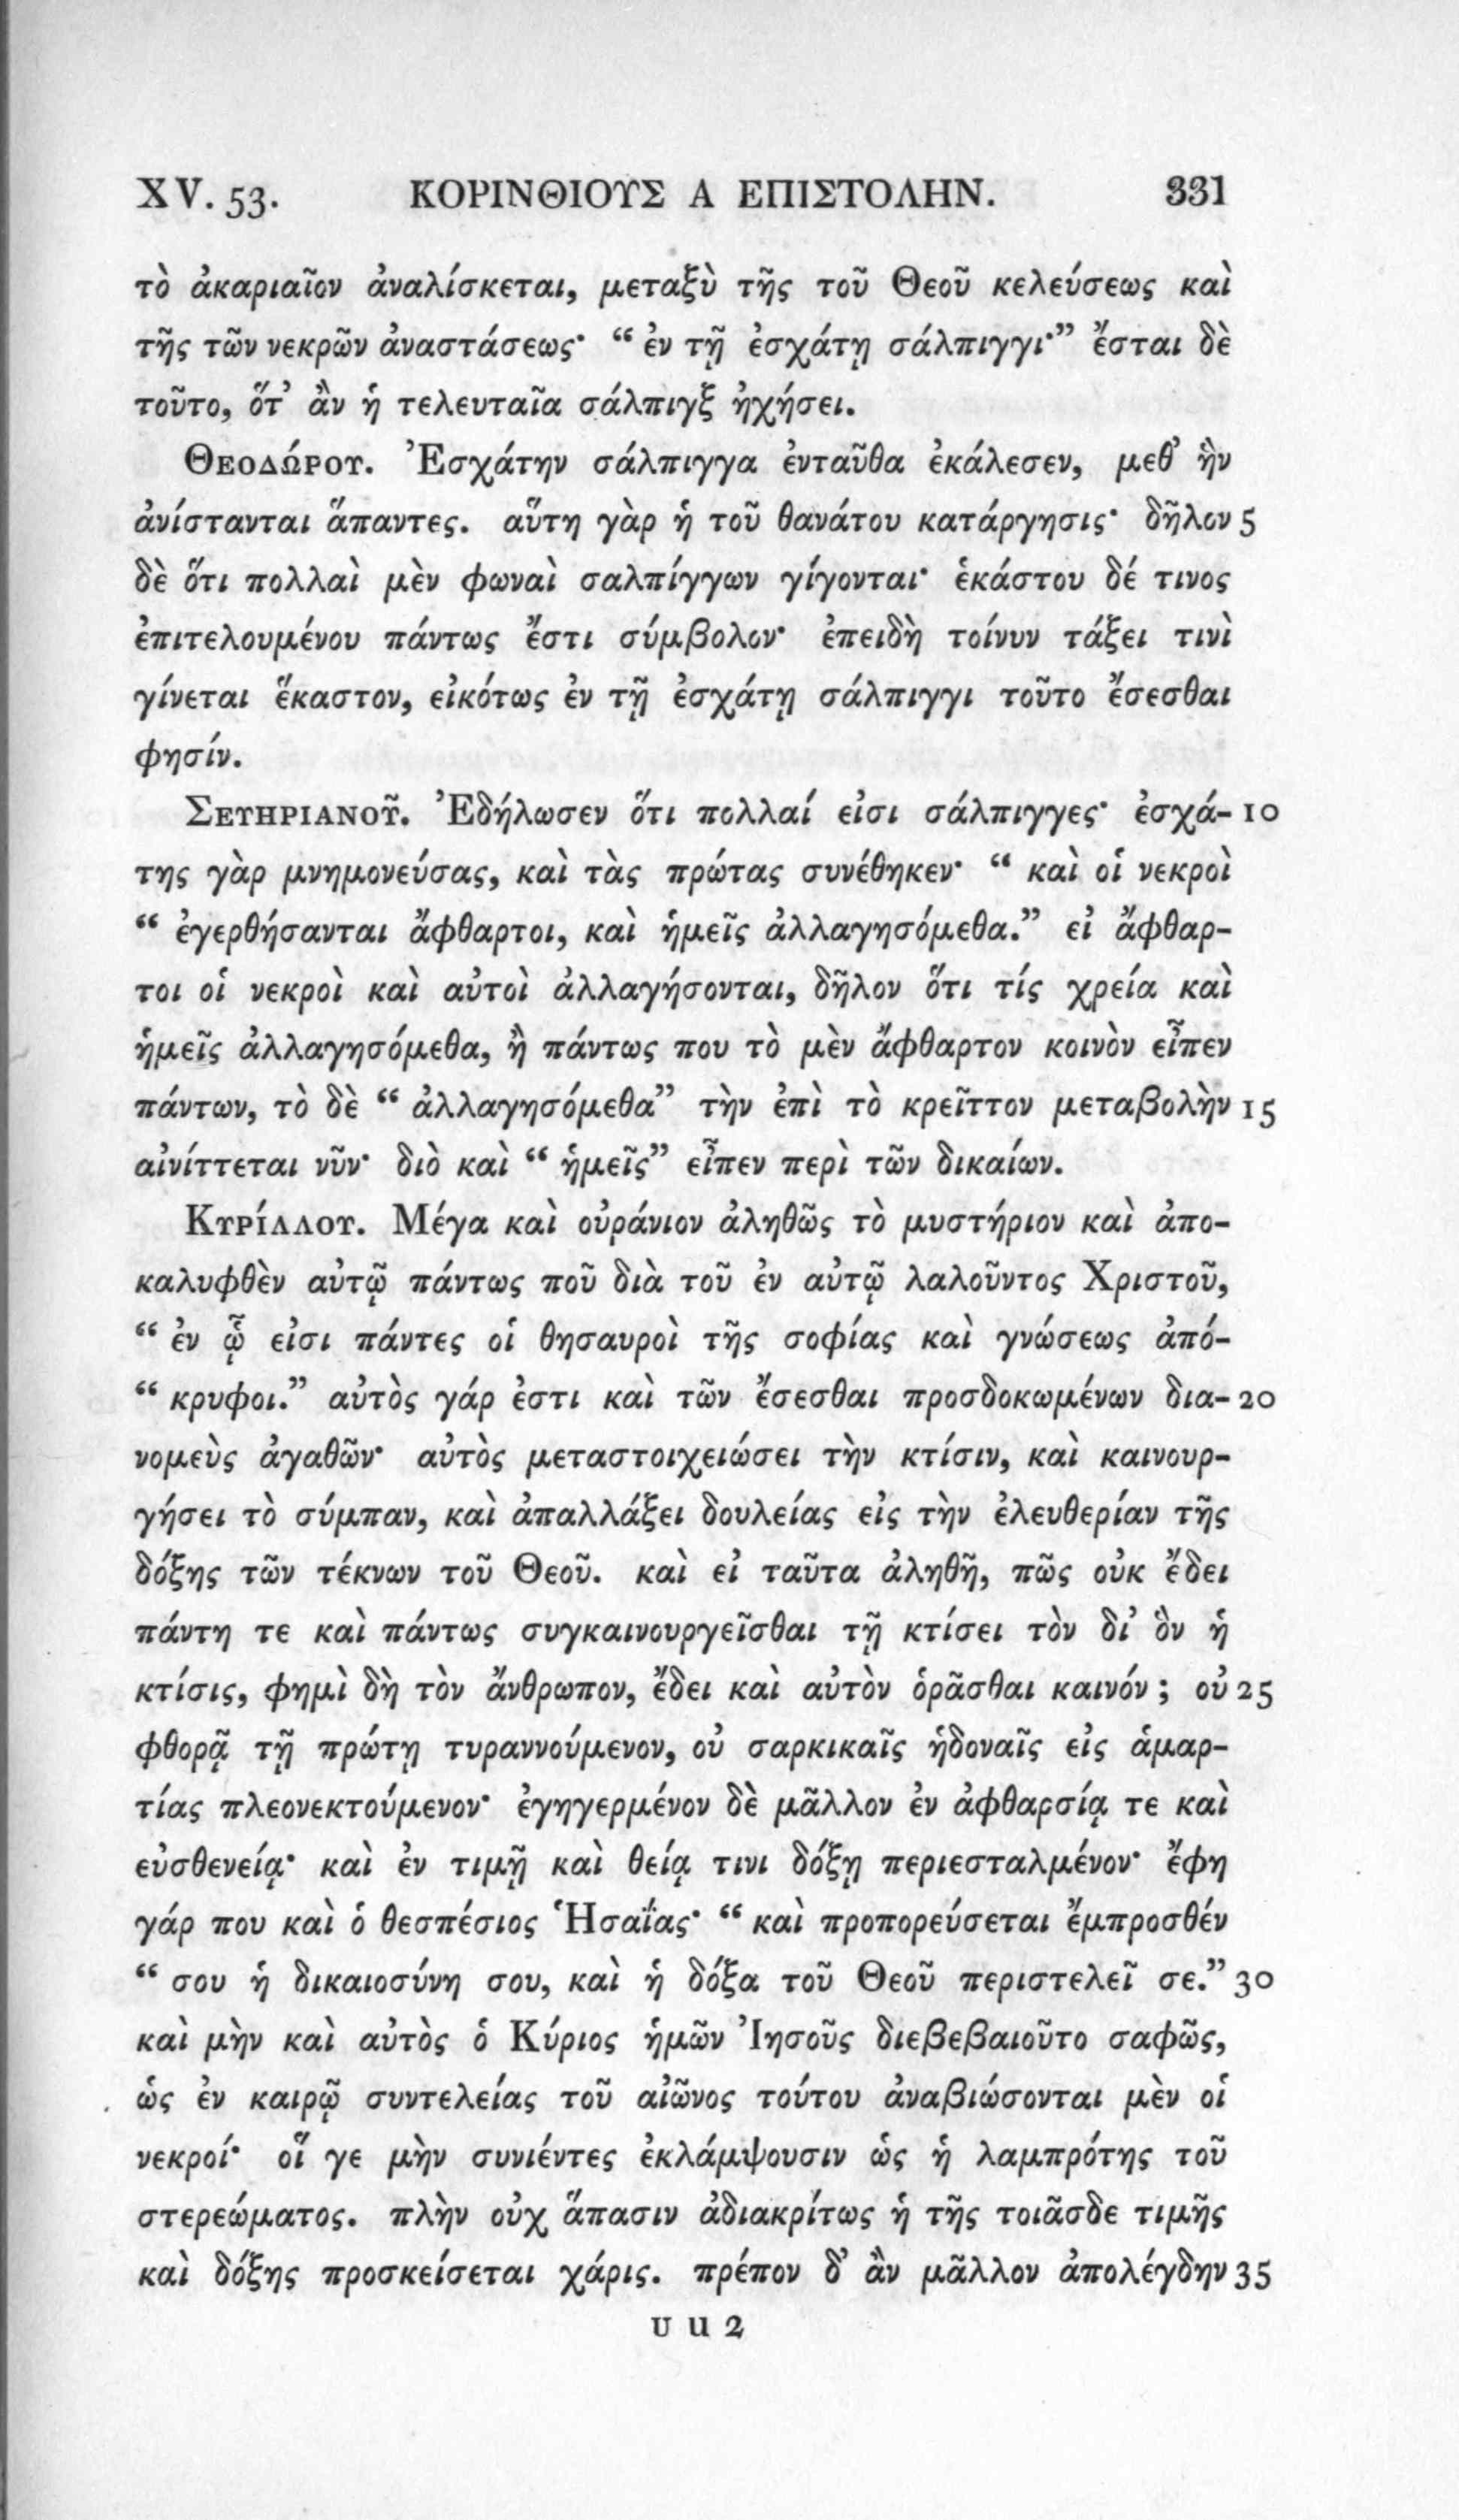 XV. 53. ΚΟΡΙΝΘΙΟΥΣ Α ΕΠΙΣΤΟΛΗΝ. 331
τὸ ἀκαριαῖον ἀναλίσκεται, μεταξὺ τῆς τοῦ Θεοῦ κελεύσεως καὶ
τῆς τῶν νεκρῶν ἀναστάσεως· “ ἐν τῇ ἐσχάτῃ σάλπιγγι·” ἔσται δὲ
τοῦτο, ὅτ’ ἂν ἡ τελευταῖα σάλπιγξ ἠχήσει.
Θεοδώρου. Ἐσχάτην σάλπιγγα ἐνταῦθα ἐκάλεσεν, μεθ’ ἣν
ἀνίστανται ἅπαντες. αὕτη γὰρ ἡ τοῦ θανάτου κατάργησις· δῆλον 5
δὲ ὅτι πολλαὶ μὲν φωναὶ σαλπίγγων γίγονται· ἑκάστου δέ τινος
ἐπιτελουμένου πάντως ἔστι σύμβολον· ἐπειδὴ τοίνυν τάξει τινὶ
γίνεται ἕκαστον, εἰκότως ἐν τῇ ἐσχάτῃ σάλπιγγι τοῦτο ἔσεσθαι
φησίν.
Σευηριανοῦ. Ἐδήλωσεν ὅτι πολλαί εἰσι σάλπιγγες· ἐσχά- 10
της γὰρ μνημονεύσας, καὶ τὰς πρώτας συνέθηκεν· “ καὶ οἱ νεκροὶ
“ ἐγερθήσανται ἄφθαρτοι, καὶ ἡμεῖς ἀλλαγησόμεθα.” εἰ ἄφθαρ-
τοι οἱ νεκροὶ καὶ αὐτοὶ ἀλλαγήσονται, δῆλον ὅτι τίς χρεία καὶ
ἡμεῖς ἀλλαγησόμεθα, ἢ πάντως που τὸ μὲν ἄφθαρτον κοινὸν εἶπεν
πάντων, τὸ δὲ “ ἀλλαγησόμεθα” τὴν ἐπὶ τὸ κρεῖττον μεταβολὴν 15
αἰνίττεται νῦν· διὸ καὶ “ ἡμεῖς” εἶπεν περὶ τῶν δικαίων.
Κυρίλλου. Μέγα καὶ οὐράνιον ἀληθῶς τὸ μυστήριον καὶ ἀπο-
καλυφθὲν αὐτῷ πάντως ποῦ διὰ τοῦ ἐν αὐτῷ λαλοῦντος Χριστοῦ,
“ ἐν ᾧ εἰσι πάντες οἱ θησαυροὶ τῆς σοφίας καὶ γνώσεως ἀπό-
“ κρυφοι.” αὐτὸς γάρ ἐστι καὶ τῶν ἔσεσθαι προσδοκωμένων δια- 20
νομεὺς ἀγαθῶν· αὐτὸς μεταστοιχειώσει τὴν κτίσιν, καὶ καινουρ-
γήσει τὸ σύμπαν, καὶ ἀπαλλάξει δουλείας εἰς τὴν ἐλευθερίαν τῆς
δόξης τῶν τέκνων τοῦ Θεοῦ. καὶ εἰ ταῦτα ἀληθῆ, πῶς οὐκ ἔδει
πάντη τε καὶ πάντως συγκαινουργεῖσθαι τῇ κτίσει τὸν δι’ ὃν ἡ
κτίσις, φημὶ δὴ τὸν ἄνθρωπον, ἔδει καὶ αὐτὸν ὁρᾶσθαι καινόν ; οὐ 25
φθορᾷ τῇ πρώτῃ τυραννούμενον, οὐ σαρκικαῖς ἡδοναῖς εἰς ἁμαρ-
τίας πλεονεκτούμενον· ἐγηγερμένον δὲ μᾶλλον ἐν ἀφθαρσίᾳ τε καὶ
εὐσθενείᾳ· καὶ ἐν τιμῇ καὶ θείᾳ τινι δόξῃ περιεσταλμένον· ἔφη
γάρ που καὶ ὁ θεσπέσιος Ἡσαΐας· “ καὶ προπορεύσεται ἔμπροσθέν
“ σου ἡ δικαιοσύνη σου, καὶ ἡ δόξα τοῦ Θεοῦ περιστελεῖ σε.” 30
καὶ μὴν καὶ αὐτὸς ὁ Κύριος ἡμῶν Ἰησοῦς διεβεβαιοῦτο σαφῶς,
ὡς ἐν καιρῷ συντελείας τοῦ αἰῶνος τούτου ἀναβιώσονται μὲν οἱ
νεκροί· οἵ γε μὴν συνιέντες ἐκλάμψουσιν ὡς ἡ λαμπρότης τοῦ
στερεώματος. πλὴν οὐχ ἅπασιν ἀδιακρίτως ἡ τῆς τοιᾶσδε τιμῆς
καὶ δόξης προσκείσεται χάρις. πρέπον δ’ ἂν μᾶλλον ἀπολέγδην 35
U u 2